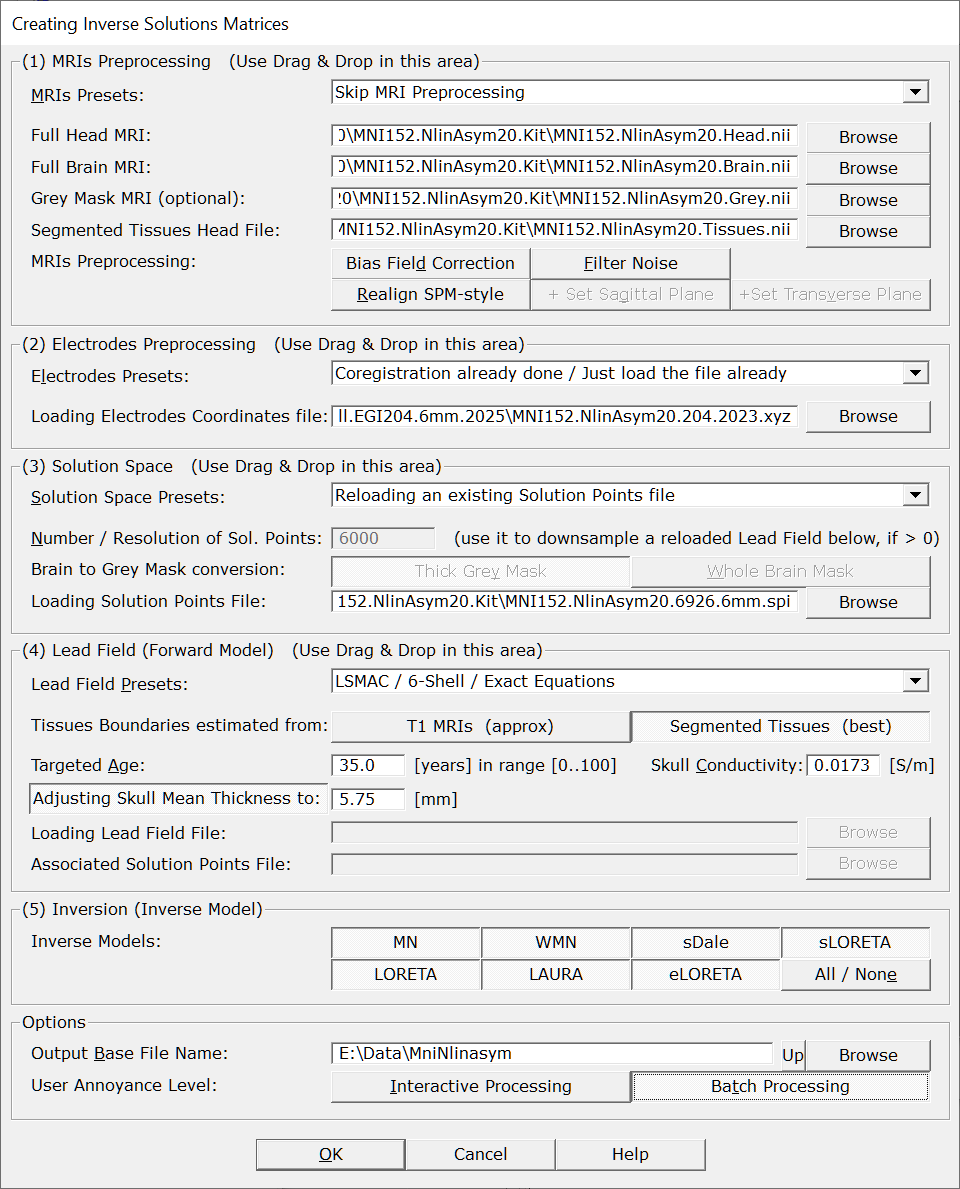 Creating Inverse Solutions Matrices
(1) MRIs Preprocessing (Use Drag & Drop in this area)
MRIs Presets: Skip MRI Preprocessing
Full Head MRI: 0\MNI152.NlinAsym20.Kit\MNI152.NlinAsym20.Head.nii Browse
Full Brain MRI: 0\MNI152.NlinAsym20.Kit\MNI152.NlinAsym20.Brain.nii Browse
Grey Mask MRI (optional): 20\MNI152.NlinAsym20.Kit\MNI152.NlinAsym20.Grey.nii Browse
Segmented Tissues Head File: MNI152.NlinAsym20.Kit\MNI152.NlinAsym20.Tissues.nii Browse
MRIs Preprocessing: Bias Field Correction Filter Noise
Realign SPM-style + Set Sagittal Plane +Set Transverse Plane
(2) Electrodes Preprocessing (Use Drag & Drop in this area)
Electrodes Presets: Coregistration already done / Just load the file already
Loading Electrodes Coordinates file: ll.EGI204.6mm.2025\MNI152.NlinAsym20.204.2023.xyz Browse
(3) Solution Space (Use Drag & Drop in this area)
Solution Space Presets: Reloading an existing Solution Points file
Number / Resolution of Sol. Points: 6000 (use it to downsample a reloaded Lead Field below, if > 0)
Brain to Grey Mask conversion: Thick Grey Mask Whole Brain Mask
Loading Solution Points File: 152.NlinAsym20.Kit\MNI152.NlinAsym20.6926.6mm.spi Browse
(4) Lead Field (Forward Model) (Use Drag & Drop in this area)
Lead Field Presets: LSMAC / 6-Shell / Exact Equations
Tissues Boundaries estimated from: T1 MRIs (approx) Segmented Tissues (best)
Targeted Age: 35.0 [years] in range [0..100] Skull Conductivity: 0.0173 [S/m]
Adjusting Skull Mean Thickness to: 5.75 [mm]
Loading Lead Field File: Browse
Associated Solution Points File: Browse
(5) Inversion (Inverse Model)
Inverse Models: MN WMN sDale sLORETA
LORETA LAURA eLORETA All / None
Options
Output Base File Name: E:\Data\MniNlinasym Up Browse
User Annoyance Level: Interactive Processing Batch Processing
OK Cancel Help